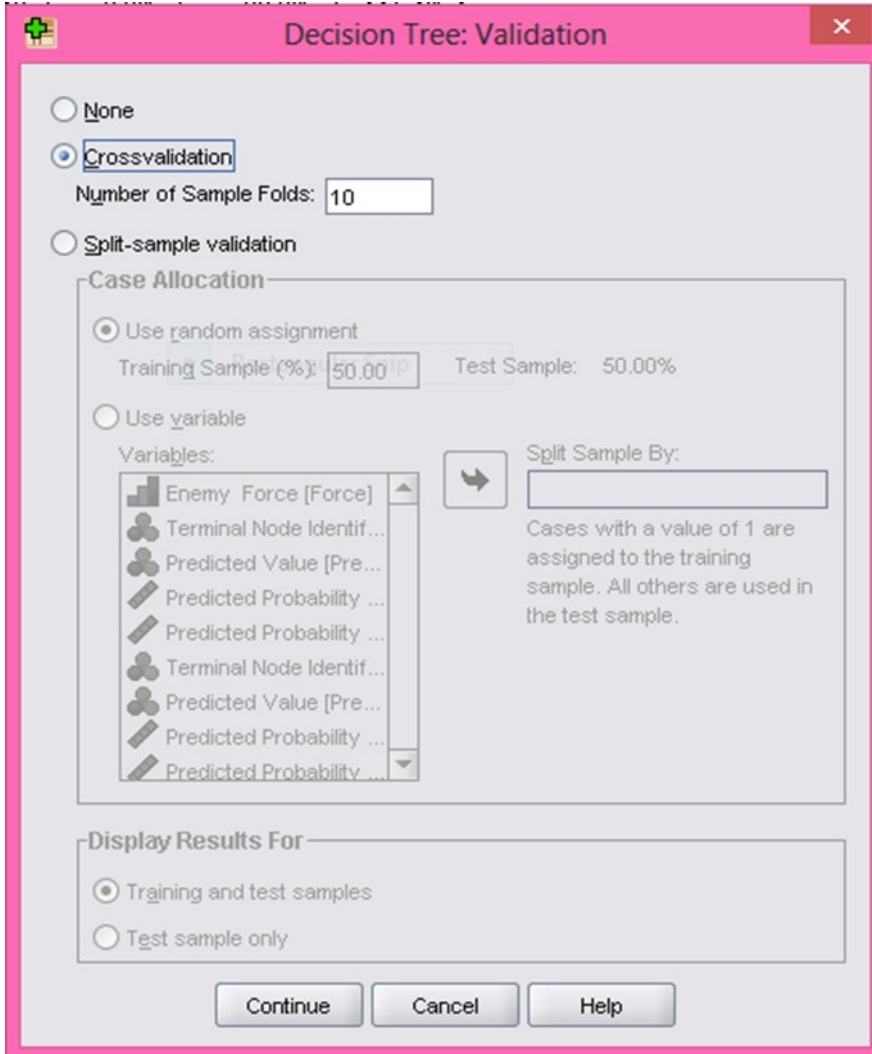 Decision Tree: Validation
None
Crossvalidation
Number of Sample Folds: 10
Split-sample validation
Case Allocation
Use random assignment
Training Sample (%): 50.00 Test Sample: 50.00%
Use variable
Variables:
Enemy Force [Force]
Terminal Node Identif...
Predicted Value [Pre...
Predicted Probability ...
Predicted Probability ...
Terminal Node Identif...
Predicted Value [Pre...
Predicted Probability ...
Predicted Probability ...
Split Sample By:
Cases with a value of 1 are
assigned to the training
sample. All others are used in
the test sample.
Display Results For
Training and test samples
Test sample only
Continue Cancel Help